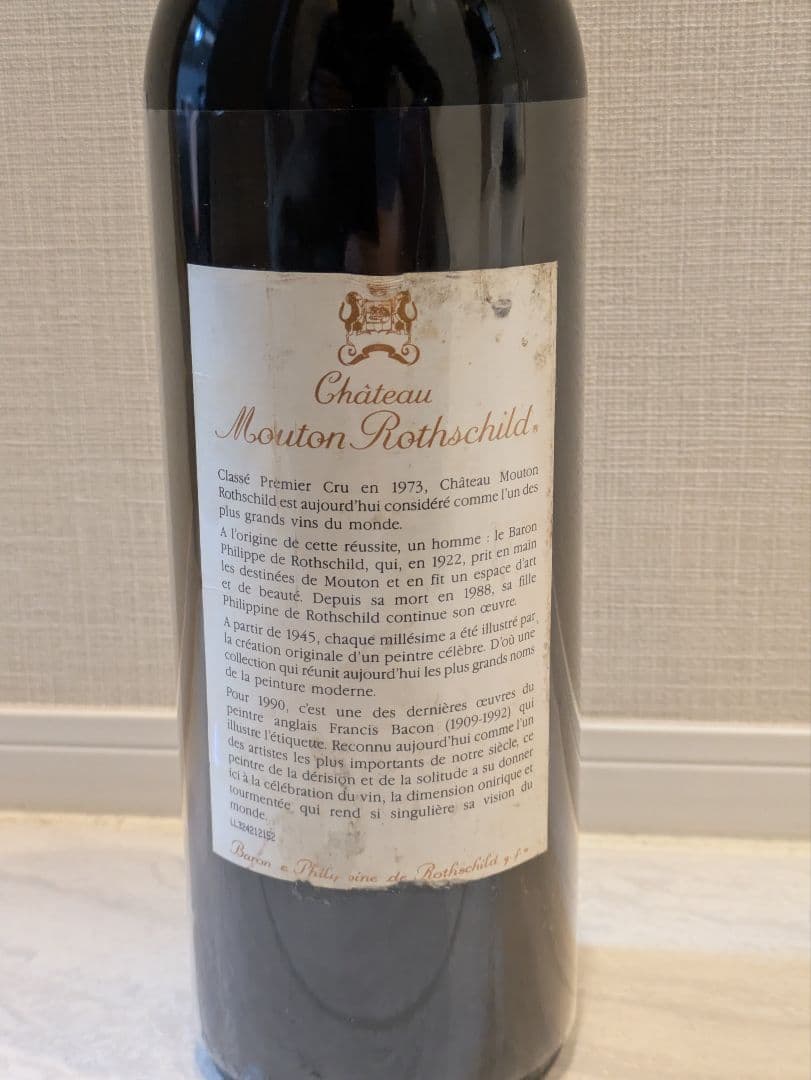 Château
Mouton Rothschild®
Classé Premier Cru en 1973, Château Mouton
Rothschild est aujourd'hui considéré comme l'un des
plus grands vins du monde.
A l'origine de cette réussite, un homme : le Baron
Philippe de Rothschild, qui, en 1922, prit en main
les destinées de Mouton et en fit un espace d'art
et de beauté. Depuis sa mort en 1988, sa fille
Philippine de Rothschild continue son œuvre.
A partir de 1945, chaque millésime a été illustré par
la création originale d'un peintre célèbre. D'où une
collection qui réunit aujourd'hui les plus grands noms
de la peinture moderne.
Pour 1990, c'est une des dernières œuvres du
peintre anglais Francis Bacon (1909-1992) qui
illustre l'étiquette. Reconnu aujourd'hui comme l'un
des artistes les plus importants de notre siècle, ce
peintre de la dérision et de la solitude a su donner
ici à la célébration du vin, la dimension onirique et
tourmentée qui rend si singulière sa vision du
monde.
LL324212152
de Rothschild g.f.a